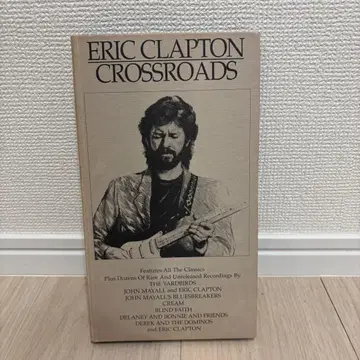 ERIC CLAPTON
CROSSROADS
Features All The Classics
Plus Dozens Of Rare And Unreleased Recordings By
THE YARDBIRDS
JOHN MAYALL and ERIC CLAPTON
JOHN MAYALL'S BLUESBREAKERS
CREAM
BLIND FAITH
DELANEY AND BONNIE AND FRIENDS
DEREK AND THE DOMINOS
and ERIC CLAPTON